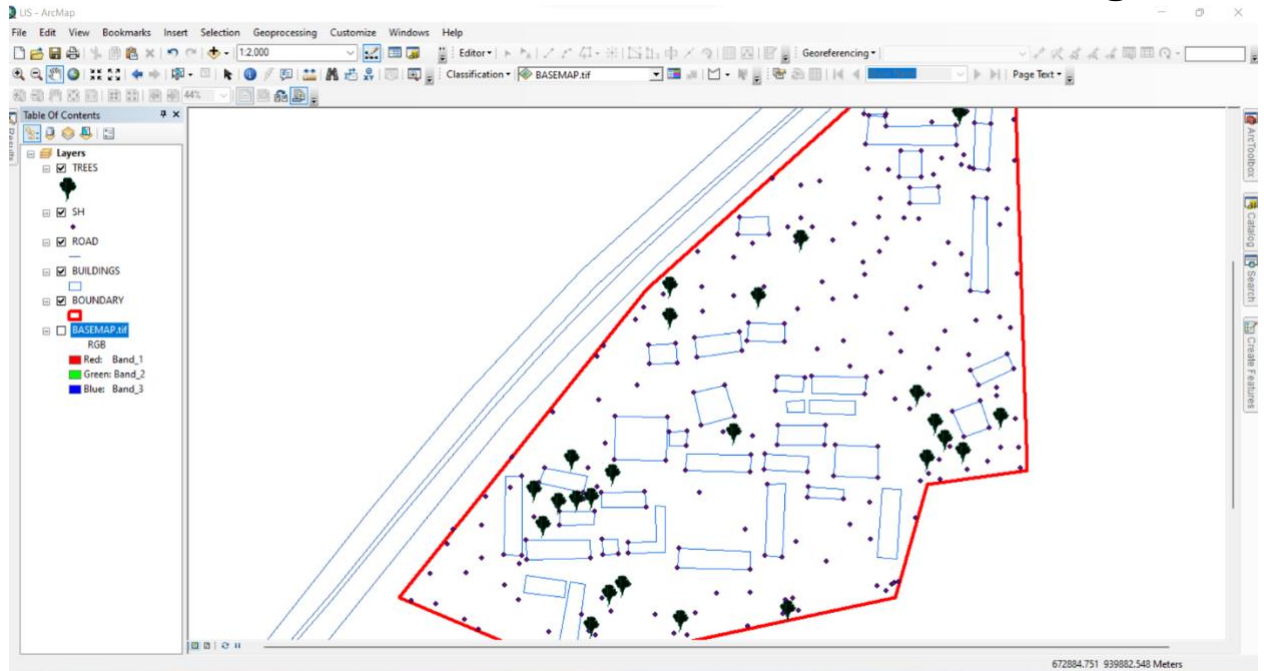 UIS - ArcMap
File Edit View Bookmarks Insert Selection Geoprocessing Customize Windows Help
1:2,000 Editor Georeferencing
Classification BASEMAP.tif Page Text
44%
Table Of Contents
Layers
TREES
SH
ROAD
BUILDINGS
BOUNDARY
BASEMAP.tif
RGB
Red: Band_1
Green: Band_2
Blue: Band_3
ArcToolbox
Catalog
Search
Create Features
672884.751 939882.548 Meters